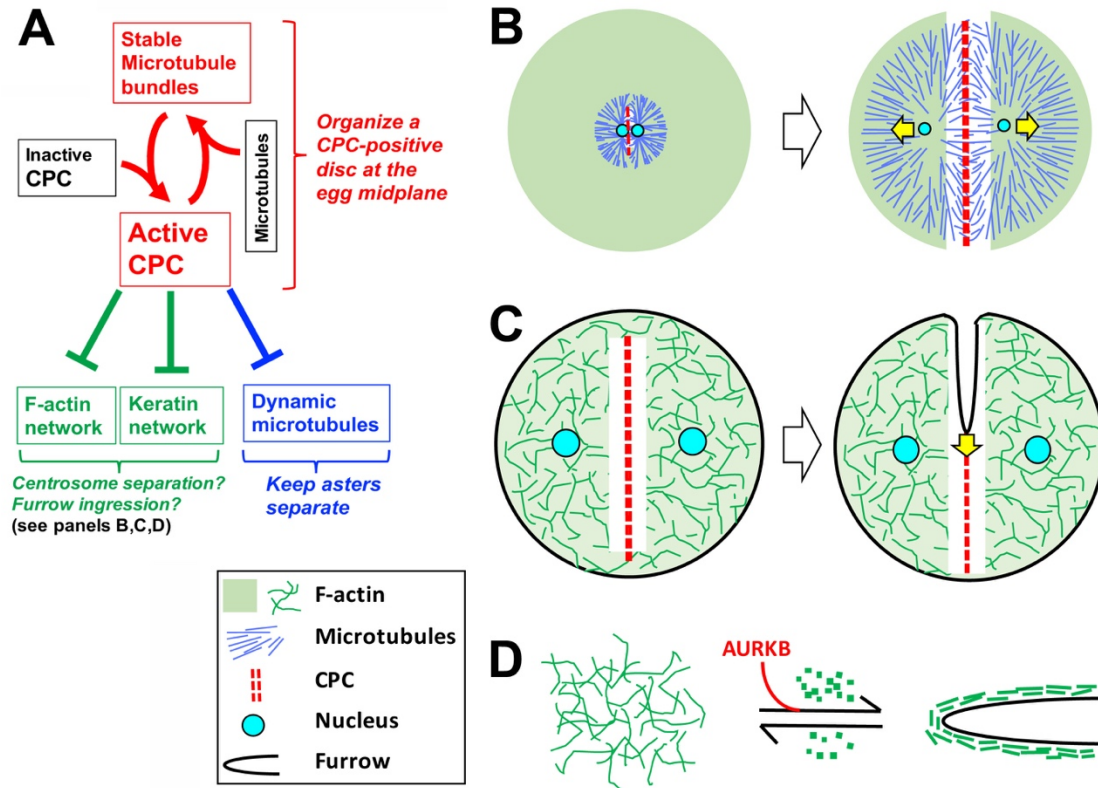 A
Stable
Microtubule
bundles
Inactive
CPC
Microtubules
Organize a
CPC-positive
disc at the
egg midplane
Active
CPC
F-actin
network
Keratin
network
Dynamic
microtubules
Centrosome separation?
Furrow ingression?
(see panels B,C,D)
Keep asters
separate
F-actin
Microtubules
CPC
Nucleus
Furrow
B
C
D
AURKB